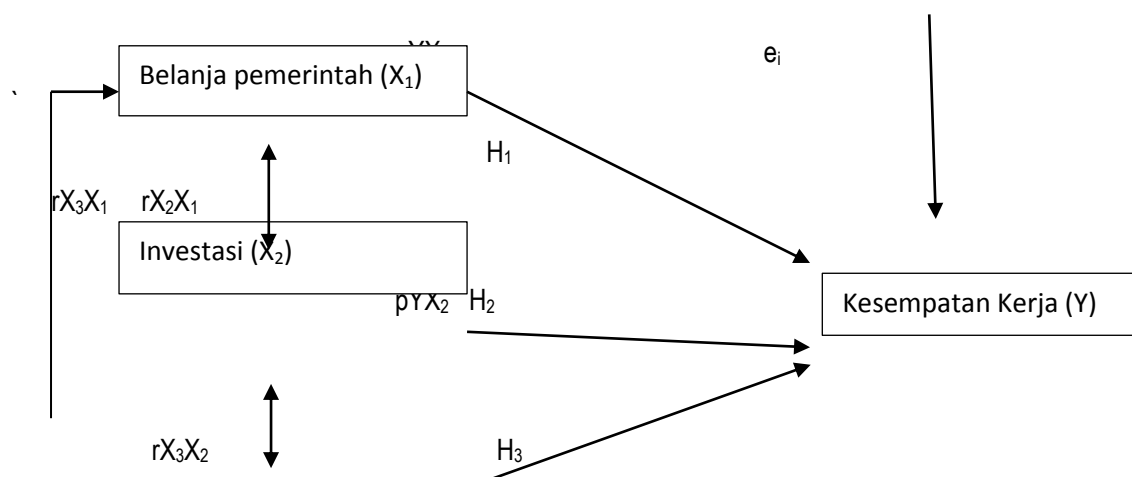 eᵢ
Belanja pemerintah (X₁)
`
H₁
rX₃X₁ rX₂X₁
Investasi (X₂)
pYX₂ H₂
Kesempatan Kerja (Y)
rX₃X₂
H₃